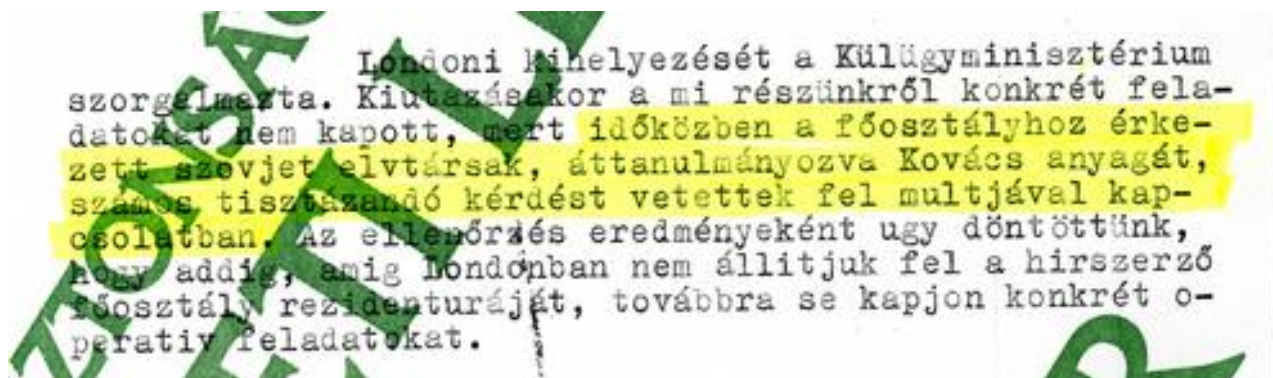 Londoni kihelyezését a Külügyminisztérium
szorgalmazta. Kiutazásakor a mi részünkről konkrét fela-
datokat nem kapott, mert időközben a főosztályhoz érke-
zett szovjet elvtársak, áttanulmányozva Kovács anyagát,
számos tisztázandó kérdést vetettek fel multjával kap-
csolatban. Az ellenőrzés eredményeként ugy döntöttünk,
hogy addig, amig Londonban nem állitjuk fel a hirszerző
főosztály rezidenturáját, továbbra se kapjon konkrét o-
perativ feladatokat.